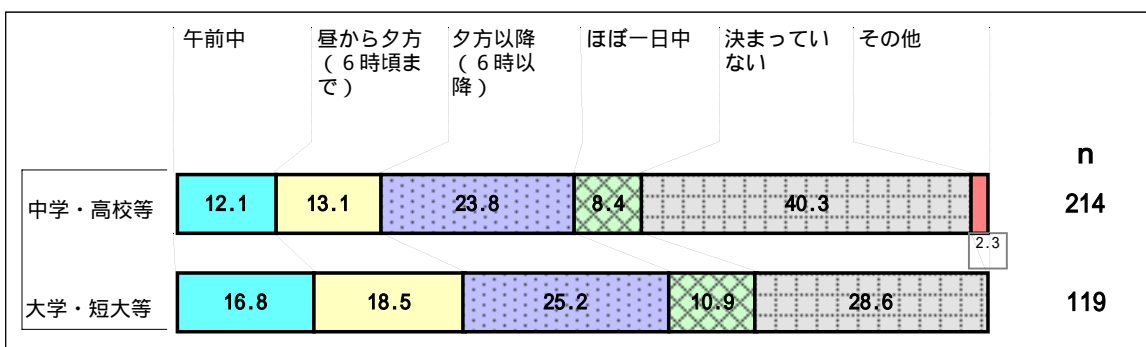 午前中
昼から夕方
(6時頃ま
で)
夕方以降
(6時以
降)
ほぼ一日中
決まってい
ない
その他
n
中学・高校等 12.1 13.1 23.8 8.4 40.3 214
2.3
大学・短大等 16.8 18.5 25.2 10.9 28.6 119